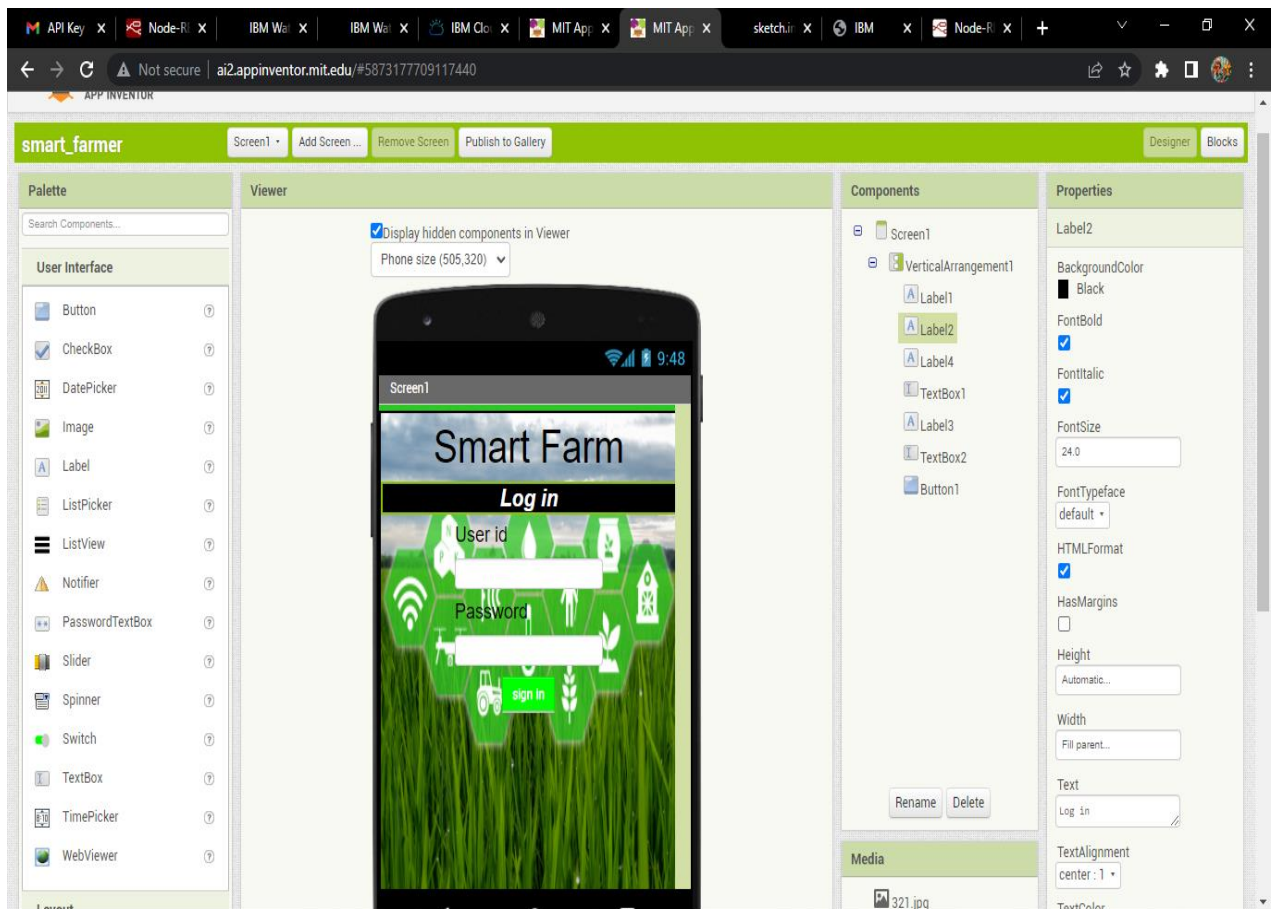 API Key
Node-R
IBM Wat
IBM Wat
IBM Clo
MIT App
MIT App
sketch.in
IBM
Node-R
Not secure | ai2.appinventor.mit.edu/#5873177709117440
APP INVENTOR
smart_farmer
Screen1
Add Screen ...
Remove Screen
Publish to Gallery
Designer
Blocks
Palette
Search Components...
User Interface
Button
CheckBox
DatePicker
Image
Label
ListPicker
ListView
Notifier
PasswordTextBox
Slider
Spinner
Switch
TextBox
TimePicker
WebViewer
Layout
Viewer
Display hidden components in Viewer
Phone size (505,320)
9:48
Screen1
Smart Farm
Log in
User id
Password
sign in
Components
Screen1
VerticalArrangement1
Label1
Label2
Label4
TextBox1
Label3
TextBox2
Button1
Rename
Delete
Media
321.jpg
Properties
Label2
BackgroundColor
Black
FontBold
FontItalic
FontSize
24.0
FontTypeface
default
HTMLFormat
HasMargins
Height
Automatic...
Width
Fill parent...
Text
Log in
TextAlignment
center : 1
TextColor